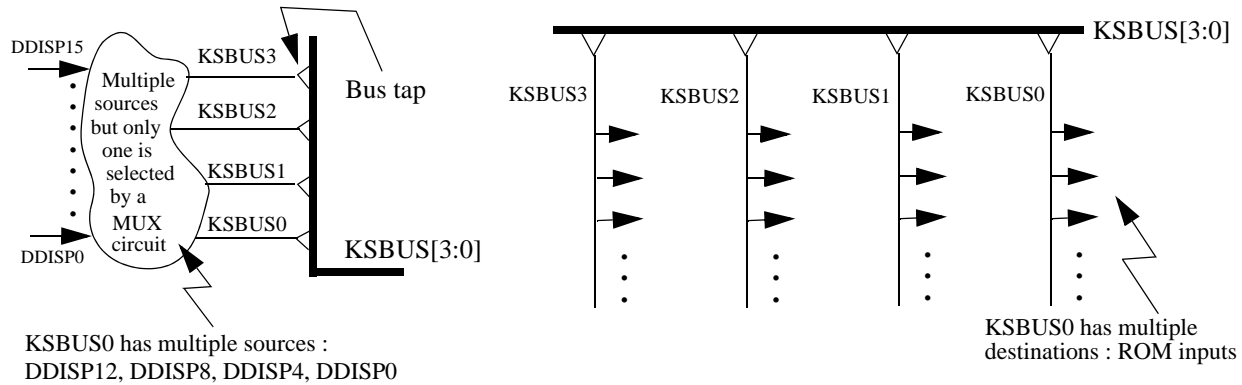 DDISP15
DDISP0
Multiple
sources
but only
one is
selected
by a
MUX
circuit
KSBUS3
KSBUS2
KSBUS1
KSBUS0
Bus tap
KSBUS[3:0]
KSBUS0 has multiple sources :
DDISP12, DDISP8, DDISP4, DDISP0
KSBUS[3:0]
KSBUS3
KSBUS2
KSBUS1
KSBUS0
KSBUS0 has multiple
destinations : ROM inputs